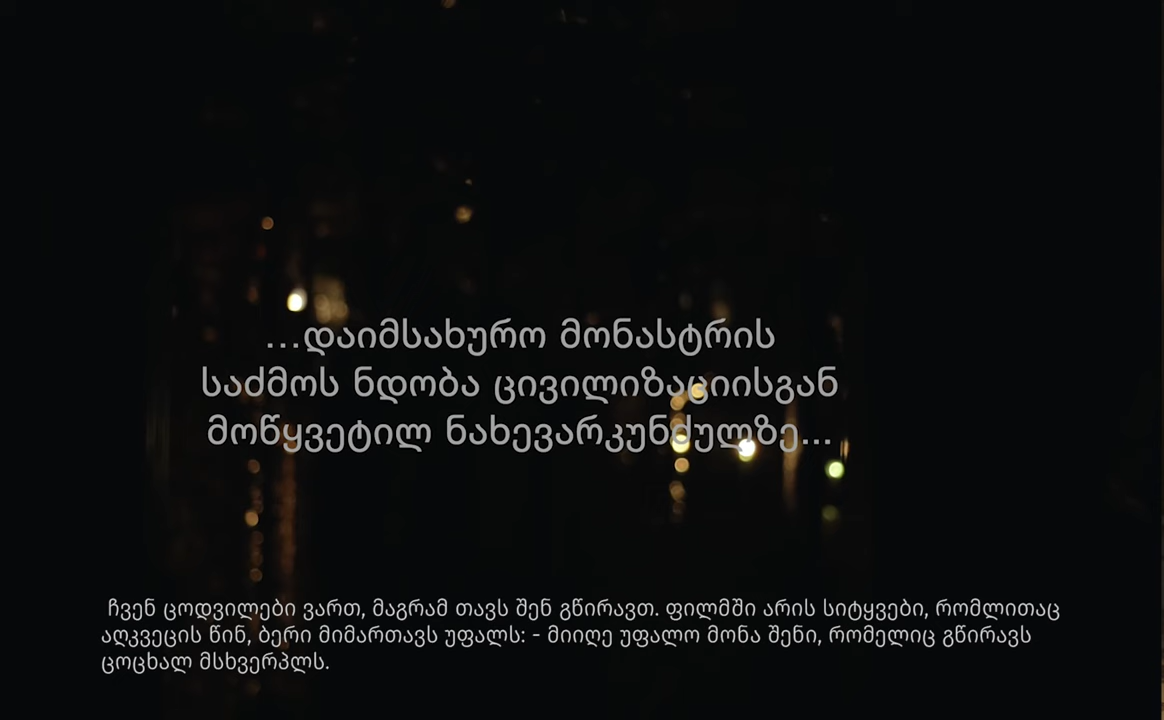 ...დაიმსახურო მონასტრის
საძმოს ნდობა ცივილიზაციისგან
მოწყვეტილ ნახევარკუნძულზე...
ჩვენ ცოდვილები ვართ, მაგრამ თავს შენ გწირავთ. ფილმში არის სიტყვები, რომლითაც
აღკვეცის წინ, ბერი მიმართავს უფალს: - მიიღე უფალო მონა შენი, რომელიც გწირავს
ცოცხალ მსხვერპლს.